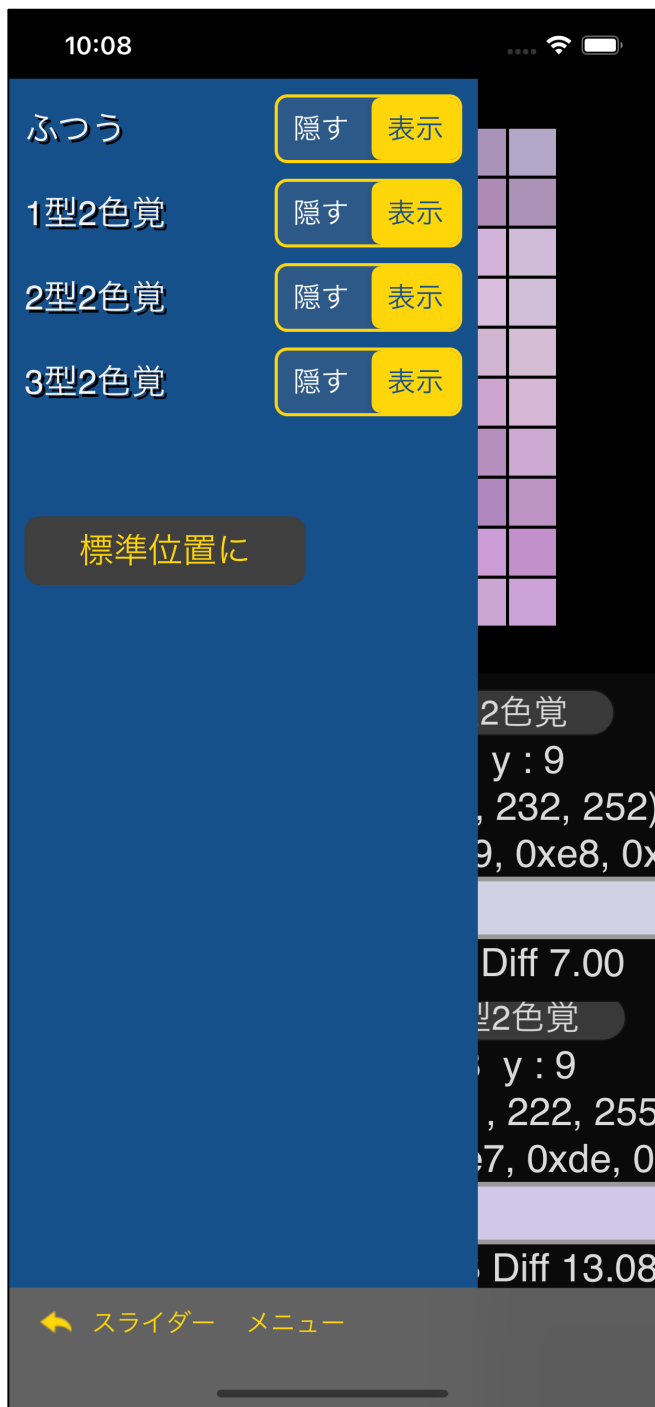 10:08
ふつう 隠す 表示
1型2色覚 隠す 表示
2型2色覚 隠す 表示
3型2色覚 隠す 表示
標準位置に
2色覚
y : 9
, 232, 252)
9, 0xe8, 0x
Diff 7.00
型2色覚
y : 9
, 222, 255
e7, 0xde, 0
Diff 13.08
スライダー メニュー